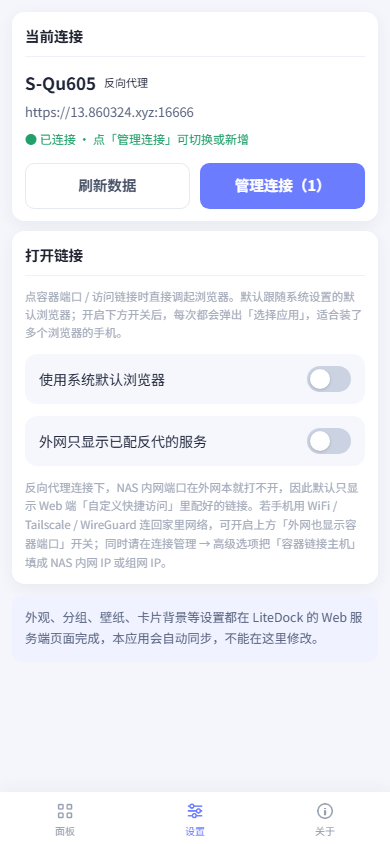 当前连接
S-Qu605 反向代理
https://13.860324.xyz:16666
已连接 · 点「管理连接」可切换或新增
刷新数据
管理连接（1）
打开链接
点容器端口 / 访问链接时直接调起浏览器。默认跟随系统设置的默
认浏览器；开启下方开关后，每次都会弹出「选择应用」，适合装了
多个浏览器的手机。
使用系统默认浏览器
外网只显示已配反代的服务
反向代理连接下，NAS 内网端口在外网本就打不开，因此默认只显
示 Web 端「自定义快捷访问」里配好的链接。若手机用 WiFi /
Tailscale / WireGuard 连回家里网络，可开启上方「外网也显示容
器端口」开关；同时请在连接管理 → 高级选项把「容器链接主机」
填成 NAS 内网 IP 或组网 IP。
外观、分组、壁纸、卡片背景等设置都在 LiteDock 的 Web 服
务端页面完成，本应用会自动同步，不能在这里修改。
面板
设置
关于